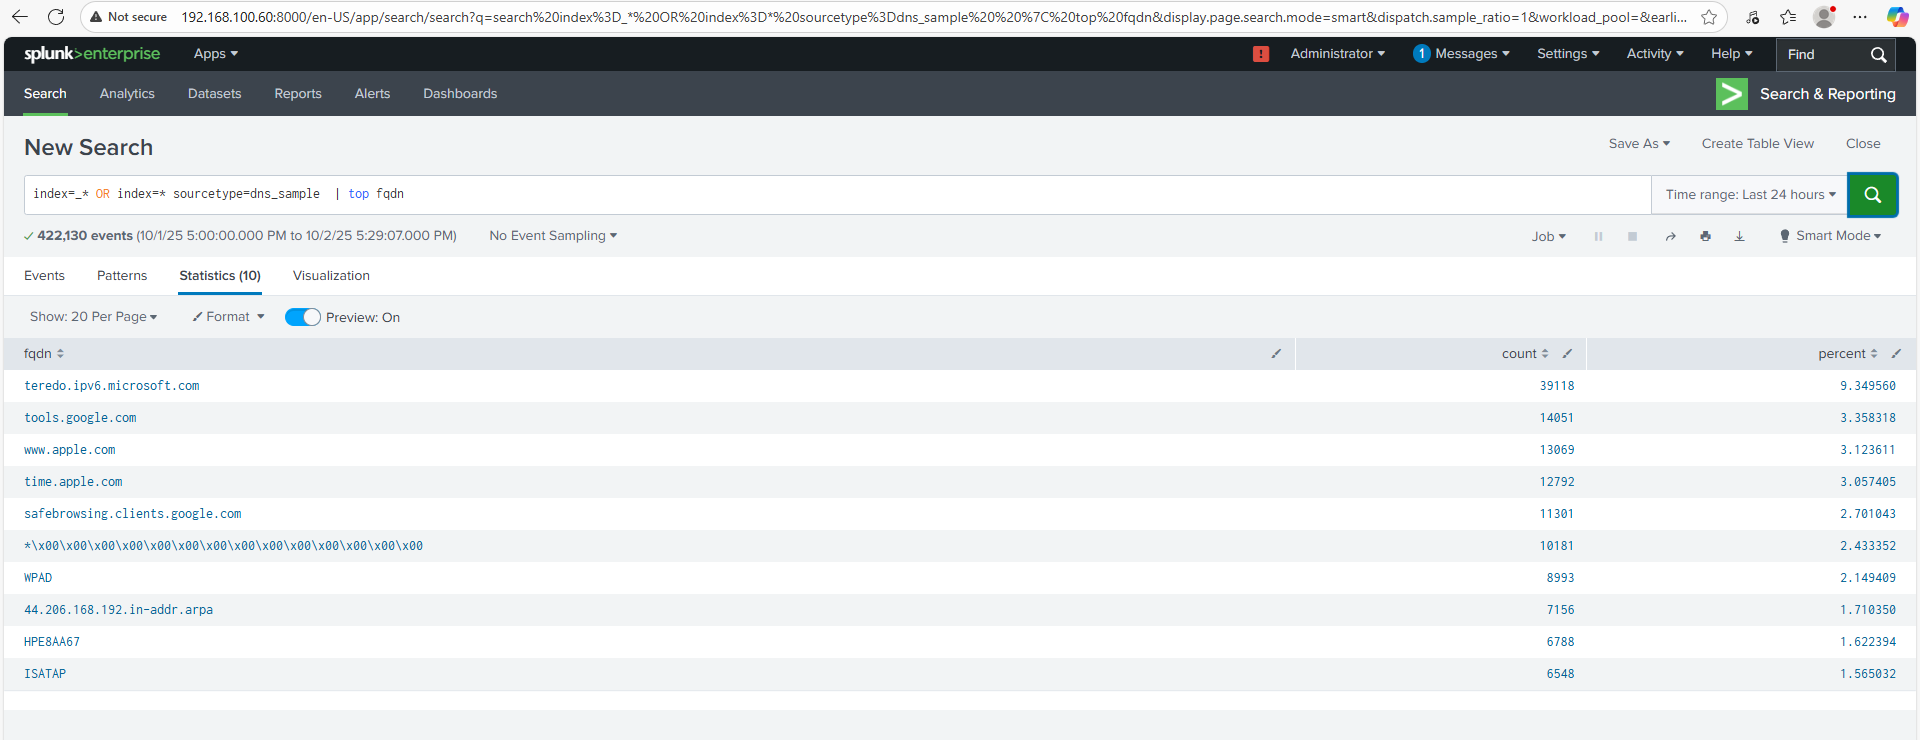 Not secure 192.168.100.60:8000/en-US/app/search/search?q=search%20index%3D_*%20OR%20index%3D*%20sourcetype%3Ddns_sample%20%20%7C%20top%20fqdn&display.page.search.mode=smart&dispatch.sample_ratio=1&workload_pool=&earli...
splunk>enterprise Apps ! Administrator 1 Messages Settings Activity Help Find
Search Analytics Datasets Reports Alerts Dashboards > Search & Reporting
New Search Save As Create Table View Close
index=_* OR index=* sourcetype=dns_sample | top fqdn Time range: Last 24 hours
✓ 422,130 events (10/1/25 5:00:00.000 PM to 10/2/25 5:29:07.000 PM) No Event Sampling Job Smart Mode
Events Patterns Statistics (10) Visualization
Show: 20 Per Page Format Preview: On
fqdn count percent
teredo.ipv6.microsoft.com 39118 9.349560
tools.google.com 14051 3.358318
www.apple.com 13069 3.123611
time.apple.com 12792 3.057405
safebrowsing.clients.google.com 11301 2.701043
*\x00\x00\x00\x00\x00\x00\x00\x00\x00\x00\x00\x00\x00\x00 10181 2.433352
WPAD 8993 2.149409
44.206.168.192.in-addr.arpa 7156 1.710350
HPE8AA67 6788 1.622394
ISATAP 6548 1.565032